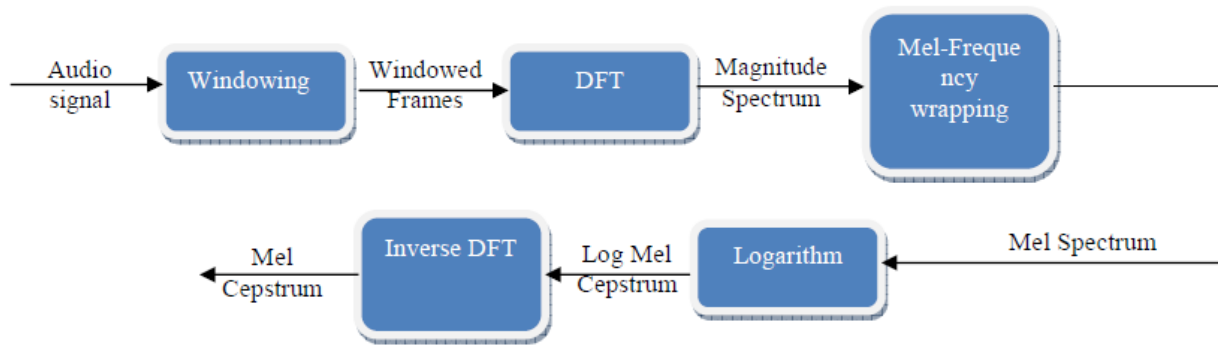 Audio
signal
Windowing
Windowed
Frames
DFT
Magnitude
Spectrum
Mel-Freque
ncy
wrapping
Mel Spectrum
Logarithm
Log Mel
Cepstrum
Inverse DFT
Mel
Cepstrum